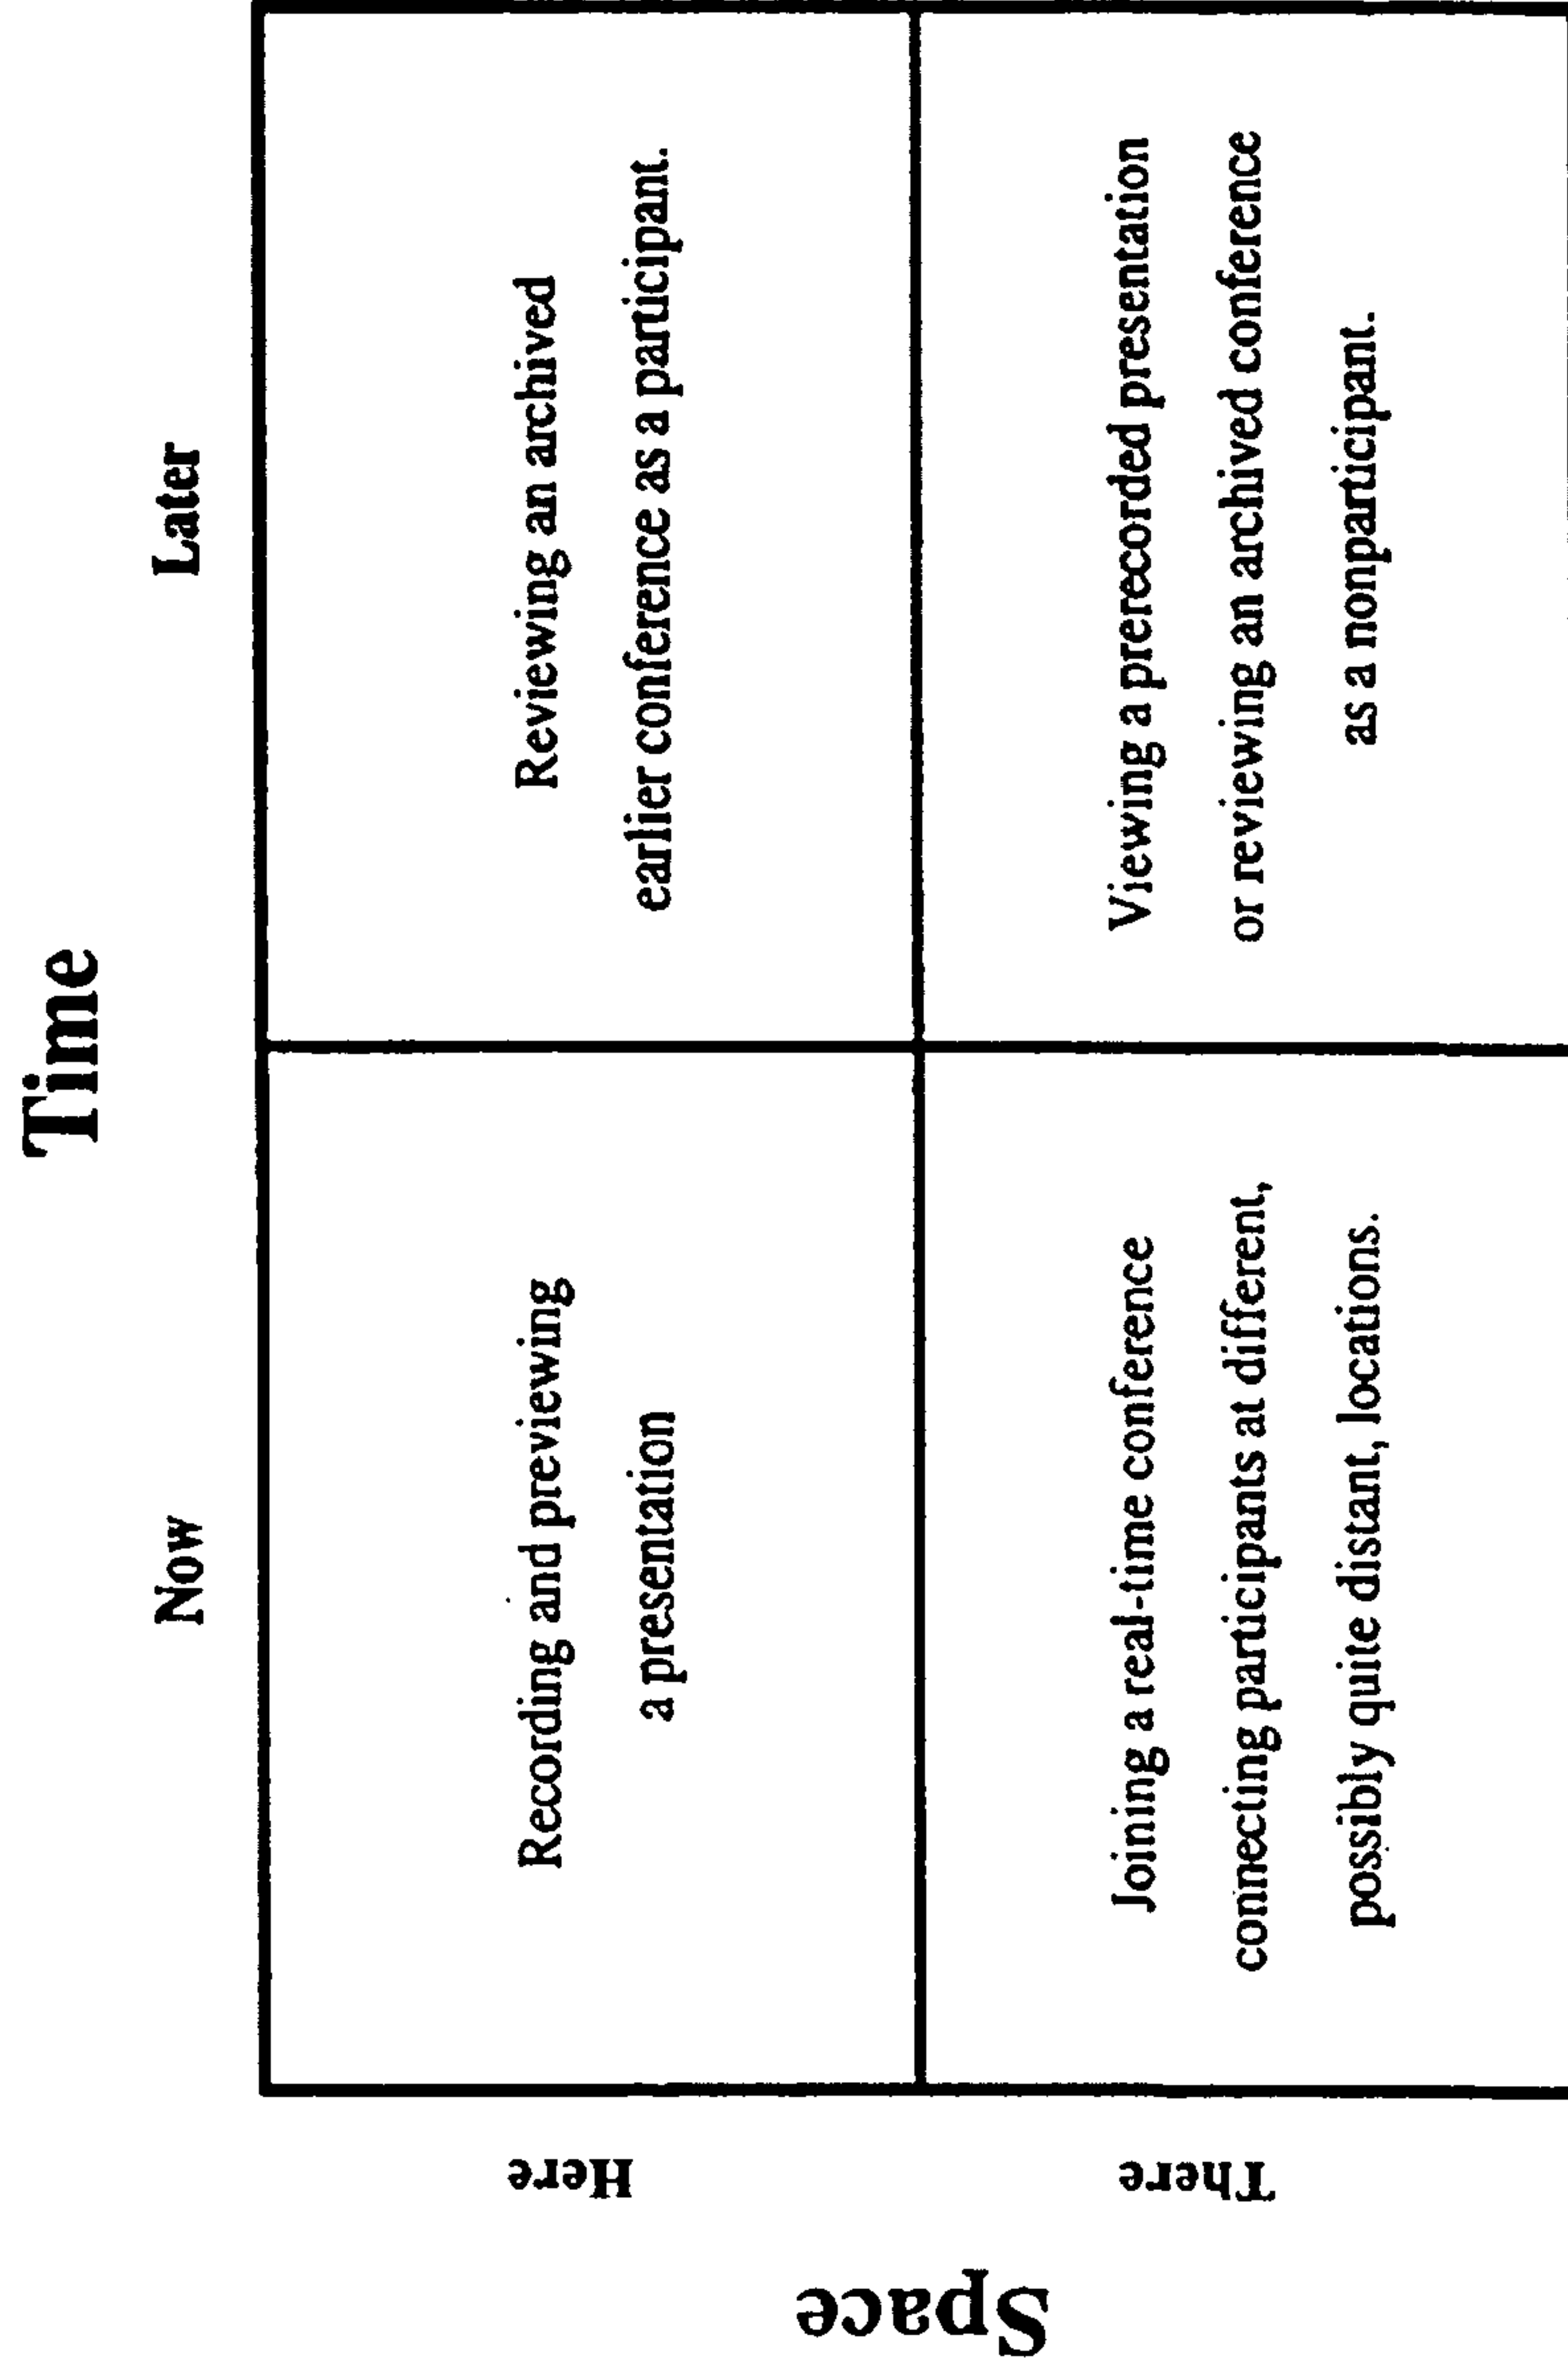 Time
Now
Later
Space
Here
Recording and previewing
a presentation
Reviewing an archived
earlier conference as a participant.
There
Joining a real-time conference
connecting participants at different,
possibly quite distant, locations.
Viewing a prerecorded presentation
or reviewing an archived conference
as a nonparticipant.